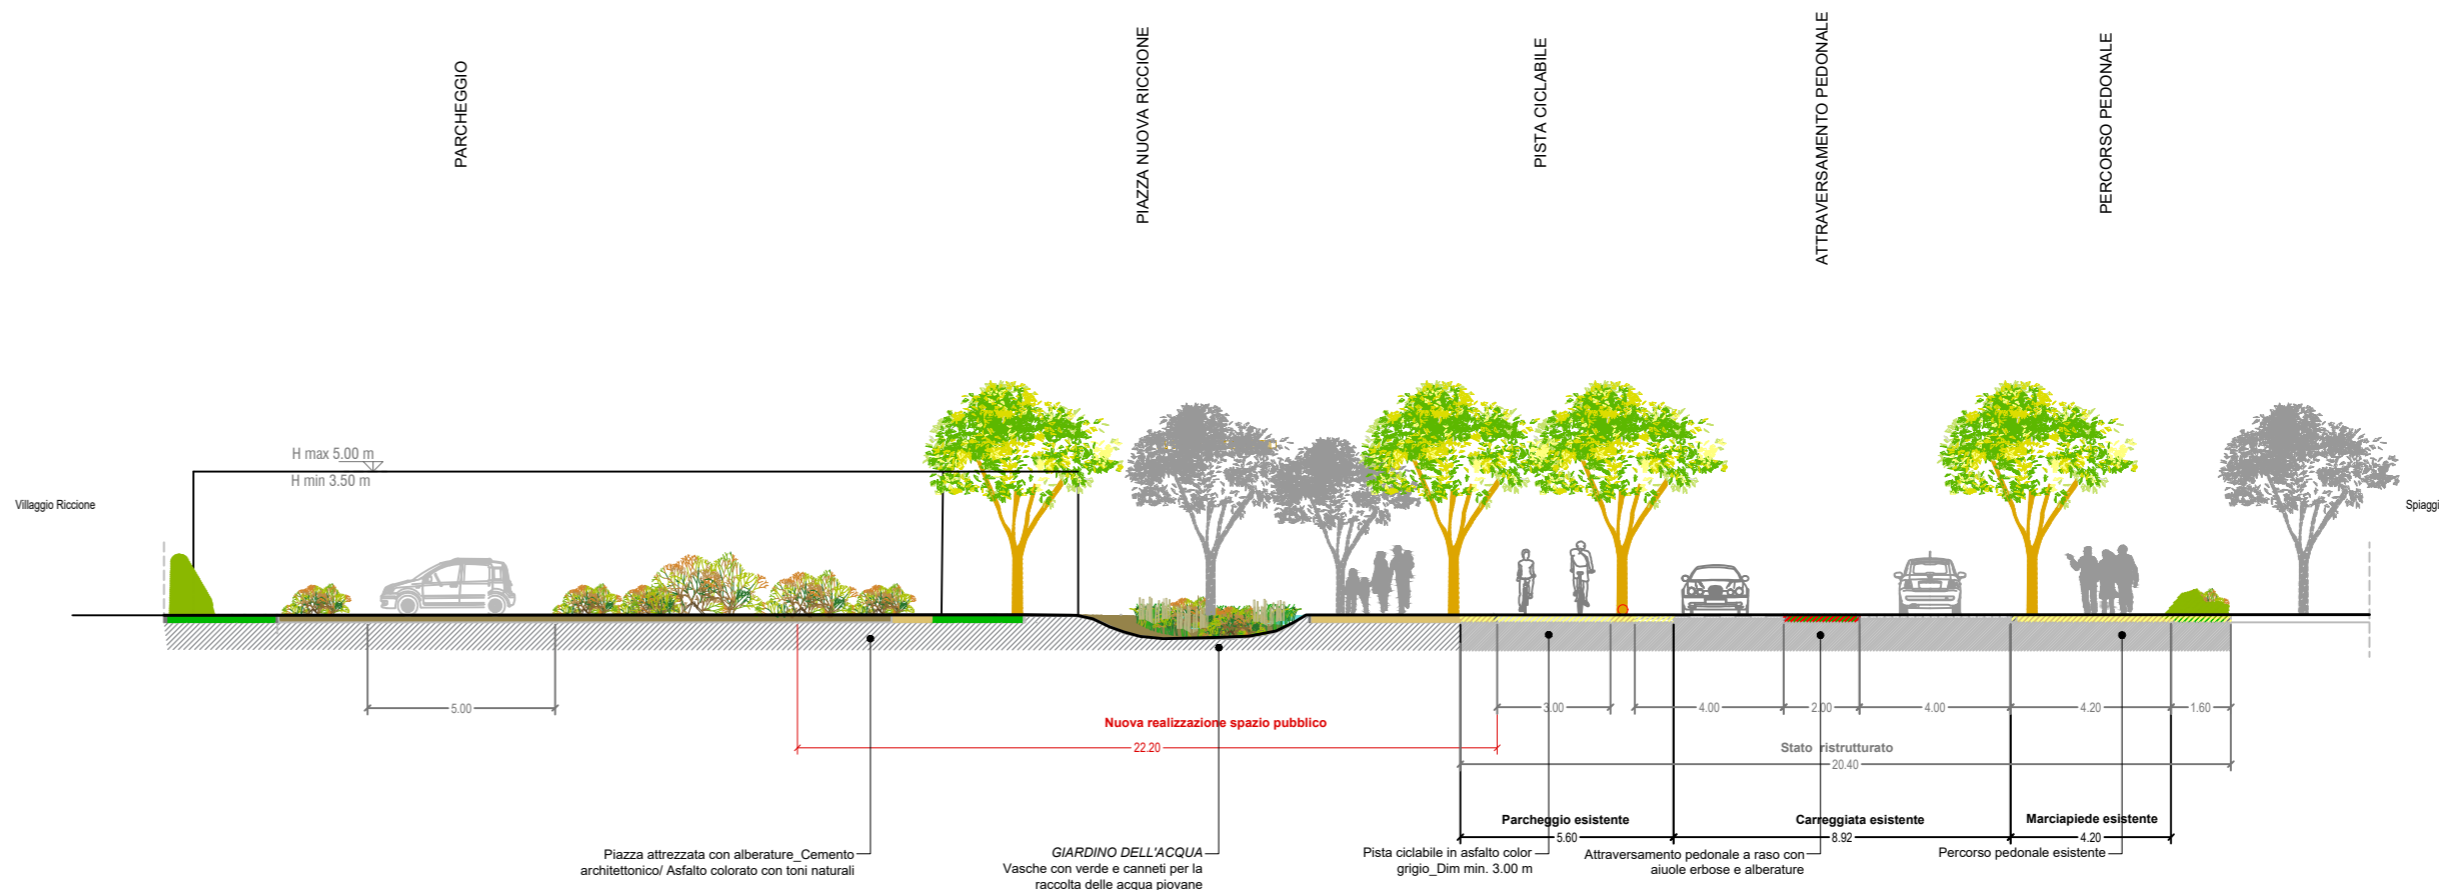 PARCHEGGIO
PIAZZA NUOVA RICCIONE
PISTA CICLABILE
ATTRAVERSAMENTO PEDONALE
PERCORSO PEDONALE
H max 5.00 m
H min 3.50 m
Villaggio Riccione
Spiaggi
5.00
3.00
4.00
2.00
4.00
4.20
1.60
Nuova realizzazione spazio pubblico
22.20
Stato ristrutturato
20.40
Parcheggio esistente
5.60
Carreggiata esistente
8.92
Marciapiede esistente
4.20
Piazza attrezzata con alberature_Cemento
architettonico/ Asfalto colorato con toni naturali
GIARDINO DELL'ACQUA
Vasche con verde e canneti per la
raccolta delle acqua piovane
Pista ciclabile in asfalto color
grigio_Dim min. 3.00 m
Attraversamento pedonale a raso con
aiuole erbose e alberature
Percorso pedonale esistente